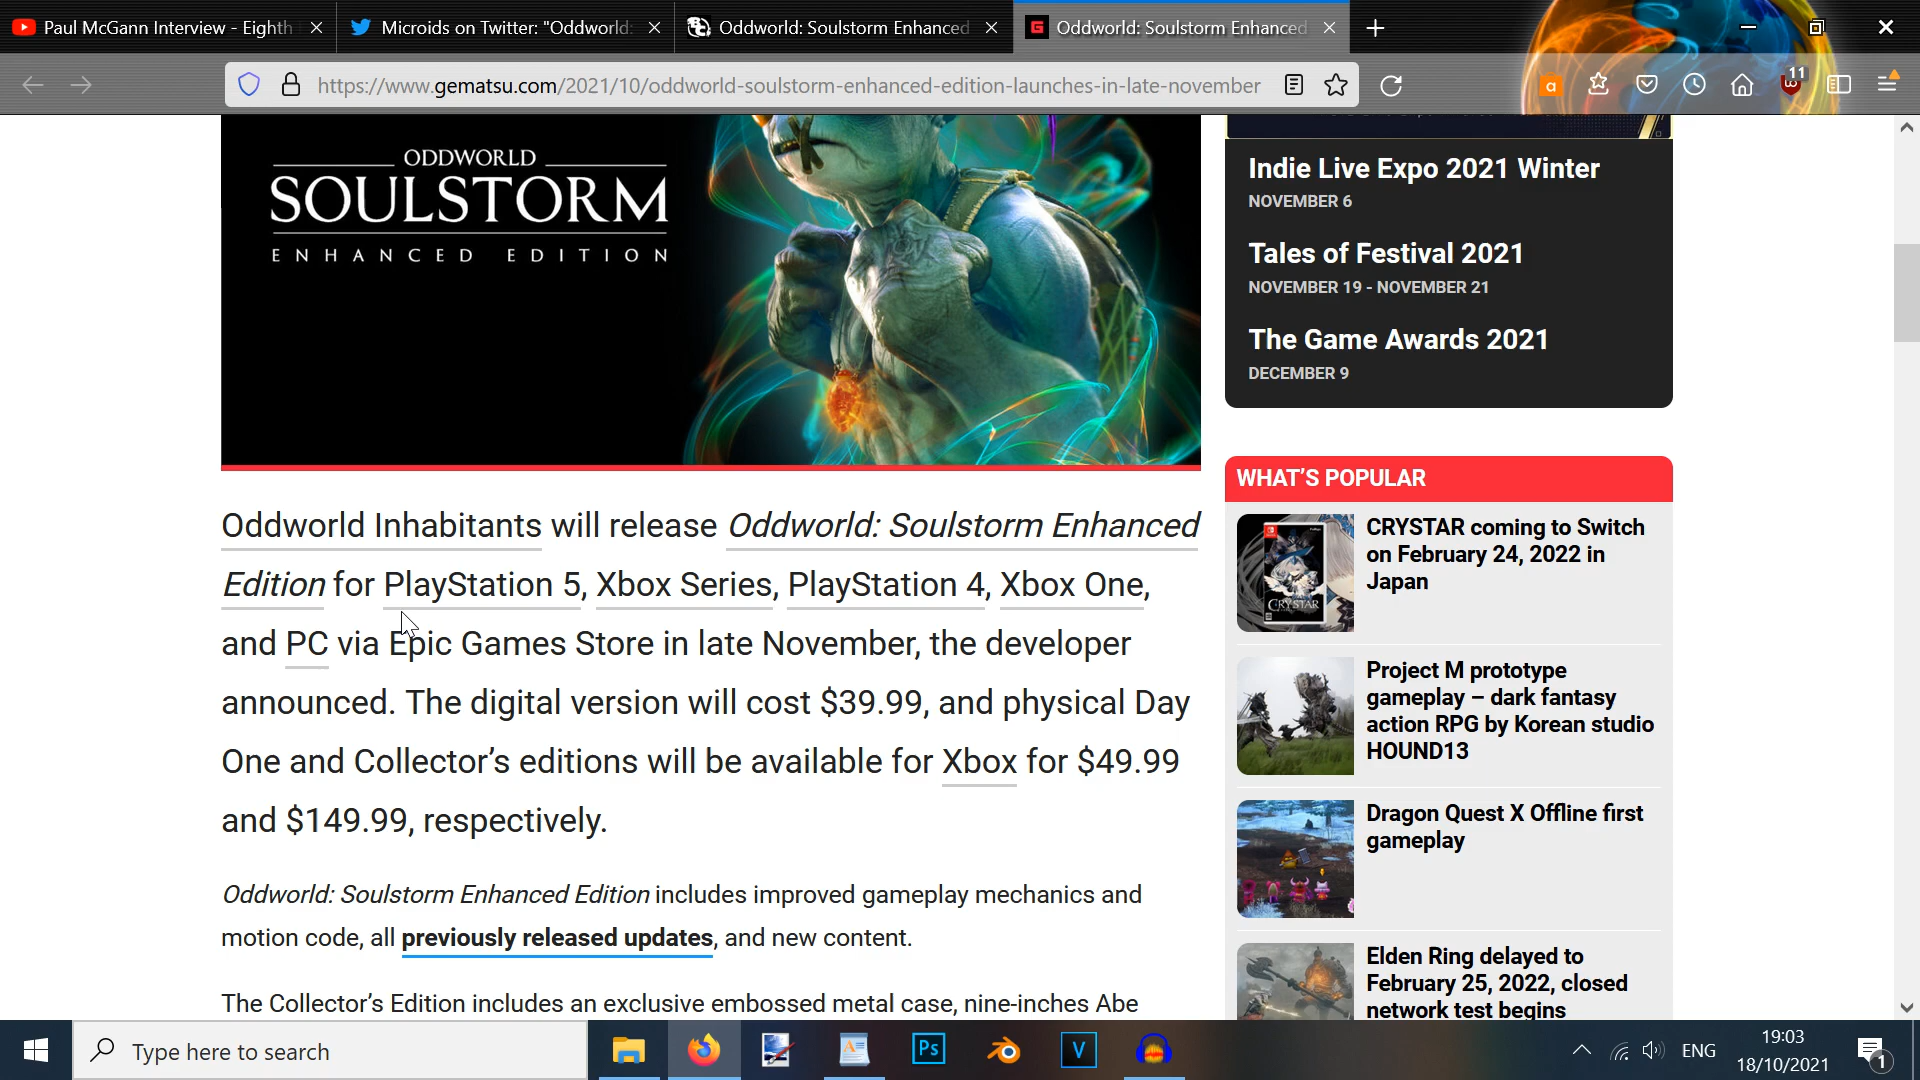 Paul McGann Interview - Eighth
Microids on Twitter: "Oddworld:
Oddworld: Soulstorm Enhanced
Oddworld: Soulstorm Enhanced
https://www.gematsu.com/2021/10/oddworld-soulstorm-enhanced-edition-launches-in-late-november
11
ODDWORLD
SOULSTORM
ENHANCED EDITION
Indie Live Expo 2021 Winter
NOVEMBER 6
Tales of Festival 2021
NOVEMBER 19 - NOVEMBER 21
The Game Awards 2021
DECEMBER 9
Oddworld Inhabitants will release Oddworld: Soulstorm Enhanced
Edition for PlayStation 5, Xbox Series, PlayStation 4, Xbox One,
and PC via Epic Games Store in late November, the developer
announced. The digital version will cost $39.99, and physical Day
One and Collector’s editions will be available for Xbox for $49.99
and $149.99, respectively.
Oddworld: Soulstorm Enhanced Edition includes improved gameplay mechanics and
motion code, all previously released updates, and new content.
The Collector’s Edition includes an exclusive embossed metal case, nine-inches Abe
WHAT’S POPULAR
CRYSTAR
CRYSTAR coming to Switch
on February 24, 2022 in
Japan
Project M prototype
gameplay – dark fantasy
action RPG by Korean studio
HOUND13
Dragon Quest X Offline first
gameplay
Elden Ring delayed to
February 25, 2022, closed
network test begins
Type here to search
Ps
V
ENG
19:03
18/10/2021
1